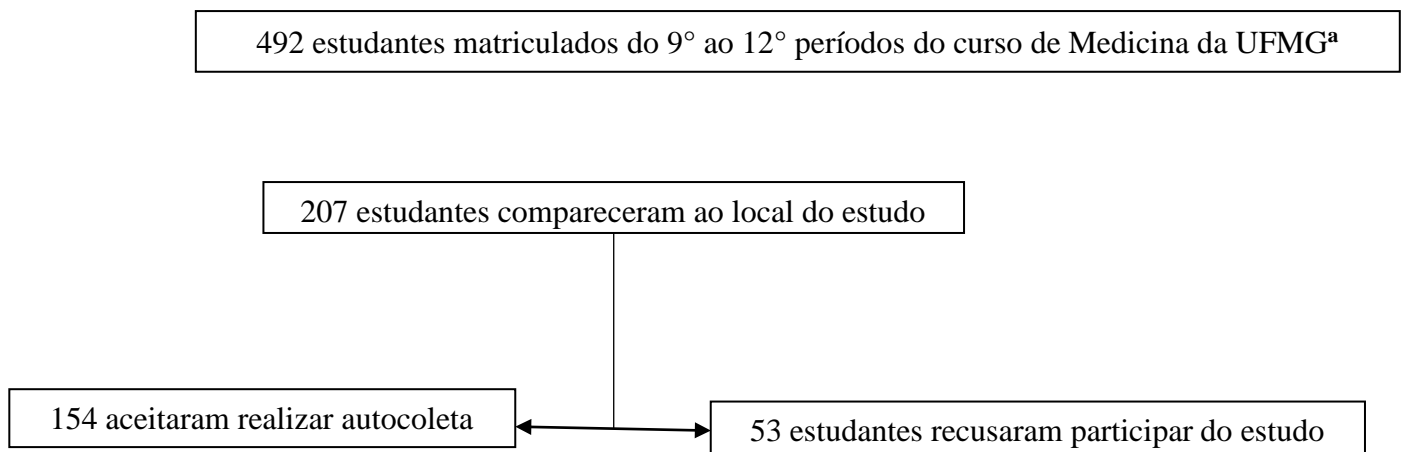 492 estudantes matriculados do 9° ao 12° períodos do curso de Medicina da UFMGª
207 estudantes compareceram ao local do estudo
154 aceitaram realizar autocoleta
53 estudantes recusaram participar do estudo